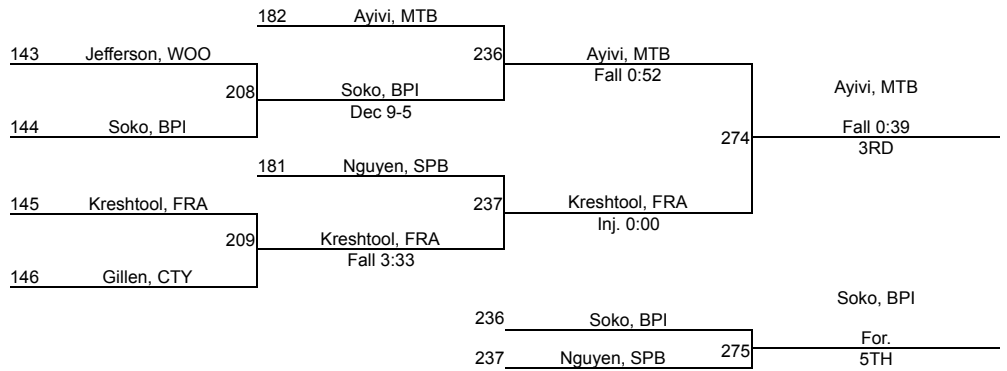 182 Ayivi, MTB
143 Jefferson, WOO
236 Ayivi, MTB
Fall 0:52
Ayivi, MTB
208 Soko, BPI
Dec 9-5
144 Soko, BPI
Fall 0:39
274
3RD
181 Nguyen, SPB
145 Kreshtool, FRA
237 Kreshtool, FRA
Inj. 0:00
209 Kreshtool, FRA
Fall 3:33
146 Gillen, CTY
Soko, BPI
236 Soko, BPI
For.
275
237 Nguyen, SPB
5TH